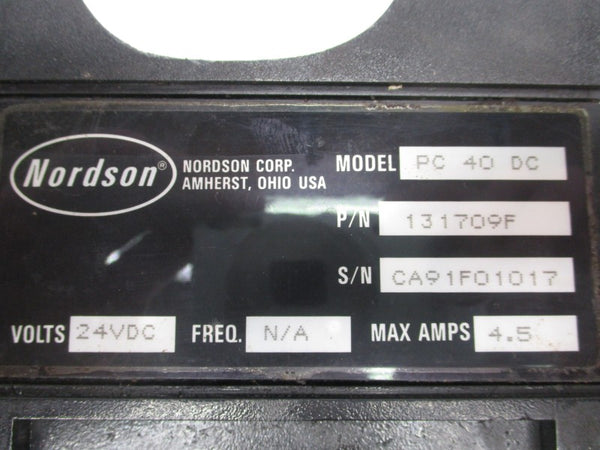 Nordson®
NORDSON CORP.
AMHERST, OHIO USA
MODEL PC 40 DC
P/N 131709F
S/N CA91F01017
VOLTS 24VDC FREQ. N/A MAX AMPS 4.5